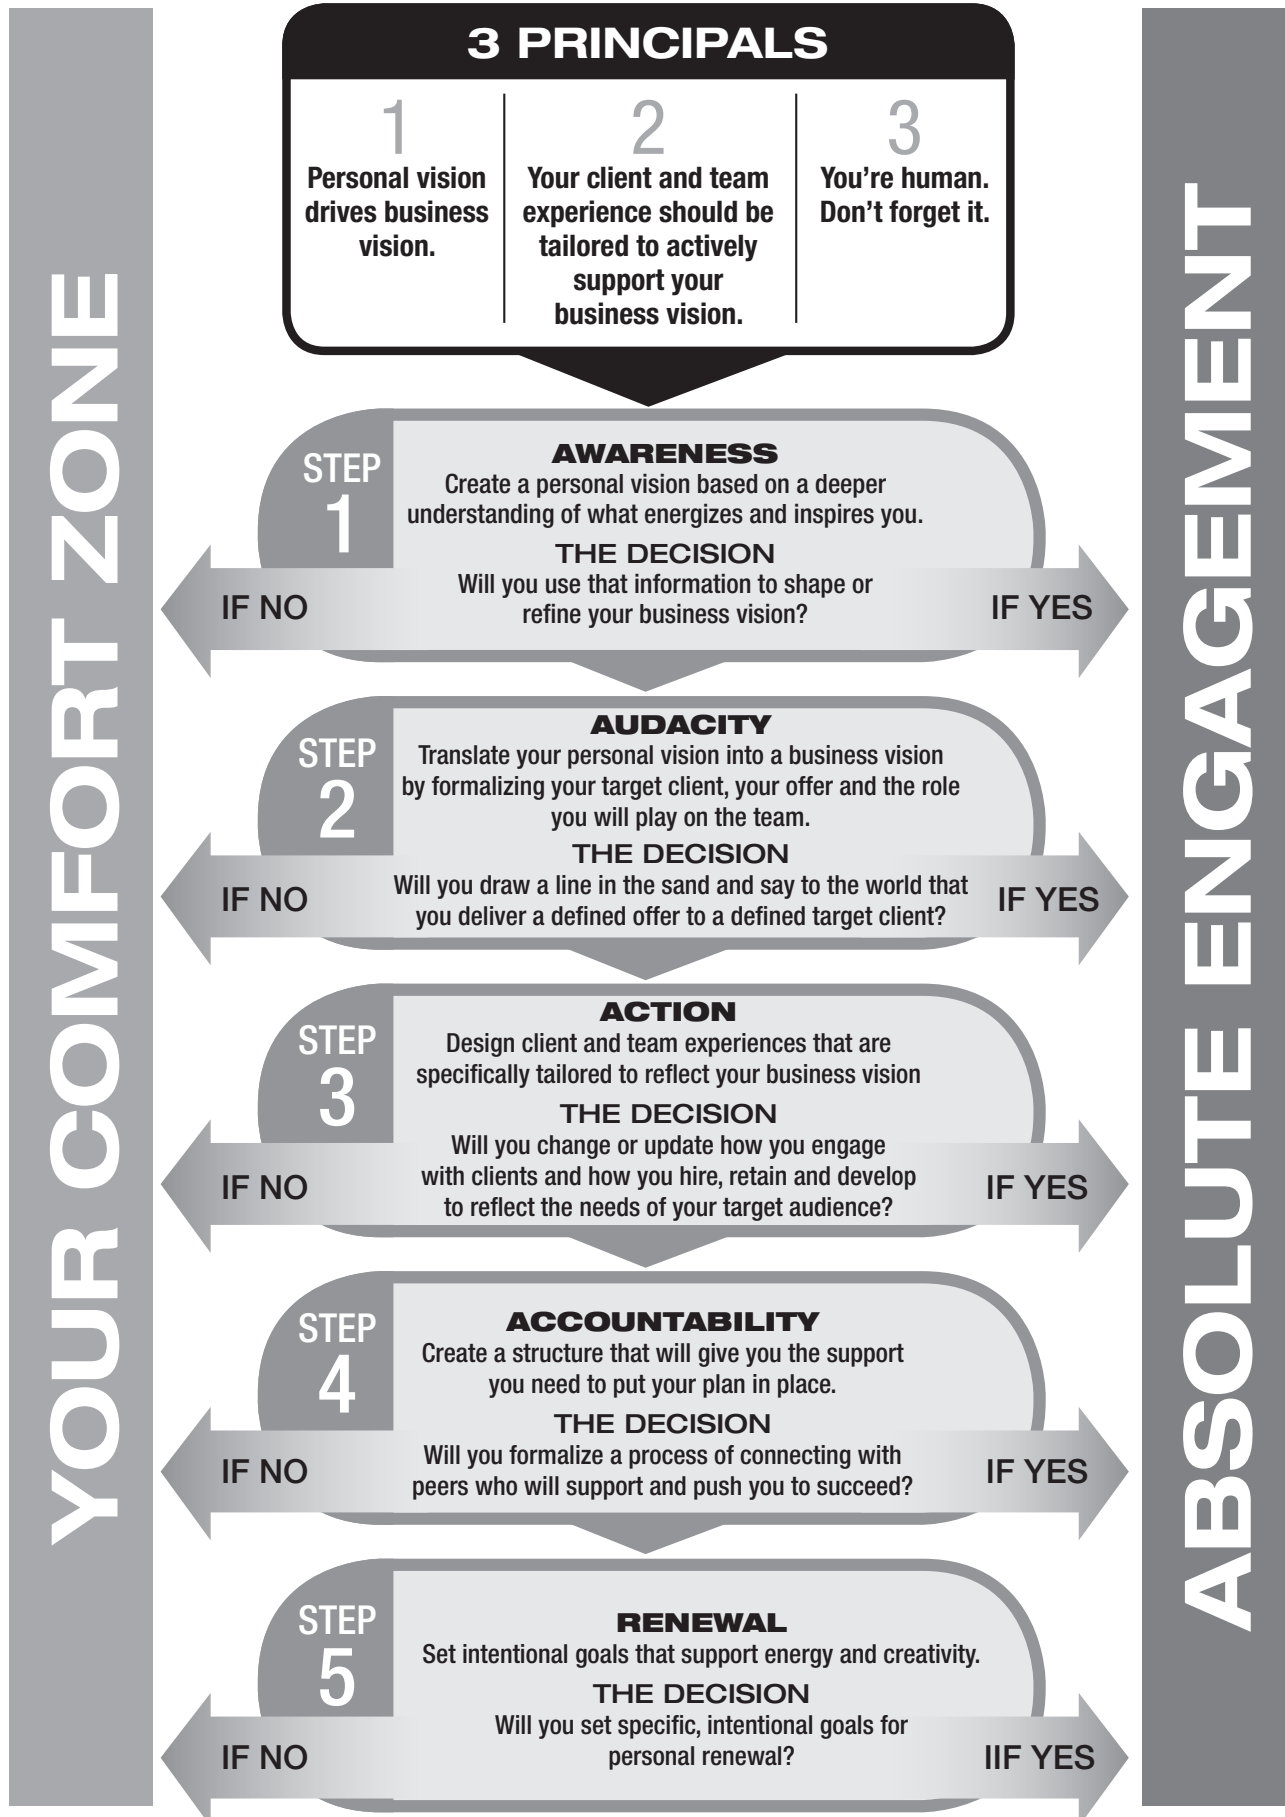 YOUR COMFORT ZONE
3 PRINCIPALS
1
Personal vision
drives business
vision.
2
Your client and team
experience should be
tailored to actively
support your
business vision.
3
You're human.
Don't forget it.
STEP
1
AWARENESS
Create a personal vision based on a deeper
understanding of what energizes and inspires you.
THE DECISION
Will you use that information to shape or
refine your business vision?
IF NO
IF YES
STEP
2
AUDACITY
Translate your personal vision into a business vision
by formalizing your target client, your offer and the role
you will play on the team.
THE DECISION
Will you draw a line in the sand and say to the world that
you deliver a defined offer to a defined target client?
IF NO
IF YES
STEP
3
ACTION
Design client and team experiences that are
specifically tailored to reflect your business vision
THE DECISION
Will you change or update how you engage
with clients and how you hire, retain and develop
to reflect the needs of your target audience?
IF NO
IF YES
STEP
4
ACCOUNTABILITY
Create a structure that will give you the support
you need to put your plan in place.
THE DECISION
Will you formalize a process of connecting with
peers who will support and push you to succeed?
IF NO
IF YES
STEP
5
RENEWAL
Set intentional goals that support energy and creativity.
THE DECISION
Will you set specific, intentional goals for
personal renewal?
IF NO
IIF YES
ABSOLUTE ENGAGEMENT